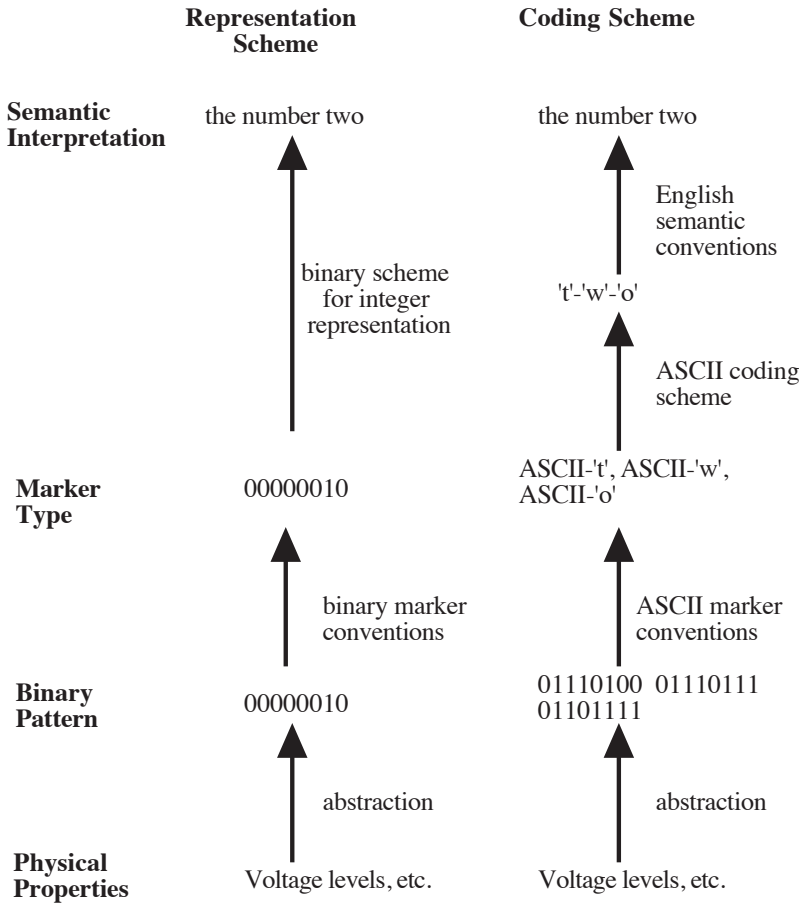 Representation
Scheme
Coding Scheme
Semantic
Interpretation
the number two
the number two
English
semantic
conventions
binary scheme
for integer
representation
't'-'w'-'o'
ASCII coding
scheme
Marker
Type
00000010
ASCII-'t', ASCII-'w',
ASCII-'o'
binary marker
conventions
ASCII marker
conventions
Binary
Pattern
00000010
01110100 01110111
01101111
abstraction
abstraction
Physical
Properties
Voltage levels, etc.
Voltage levels, etc.